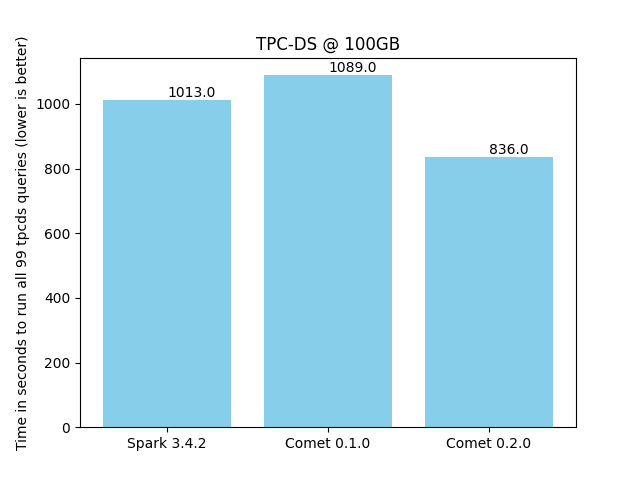 TPC-DS @ 100GB
Time in seconds to run all 99 tpcds queries (lower is better)
1000
800
600
400
200
0
1013.0
1089.0
836.0
Spark 3.4.2
Comet 0.1.0
Comet 0.2.0